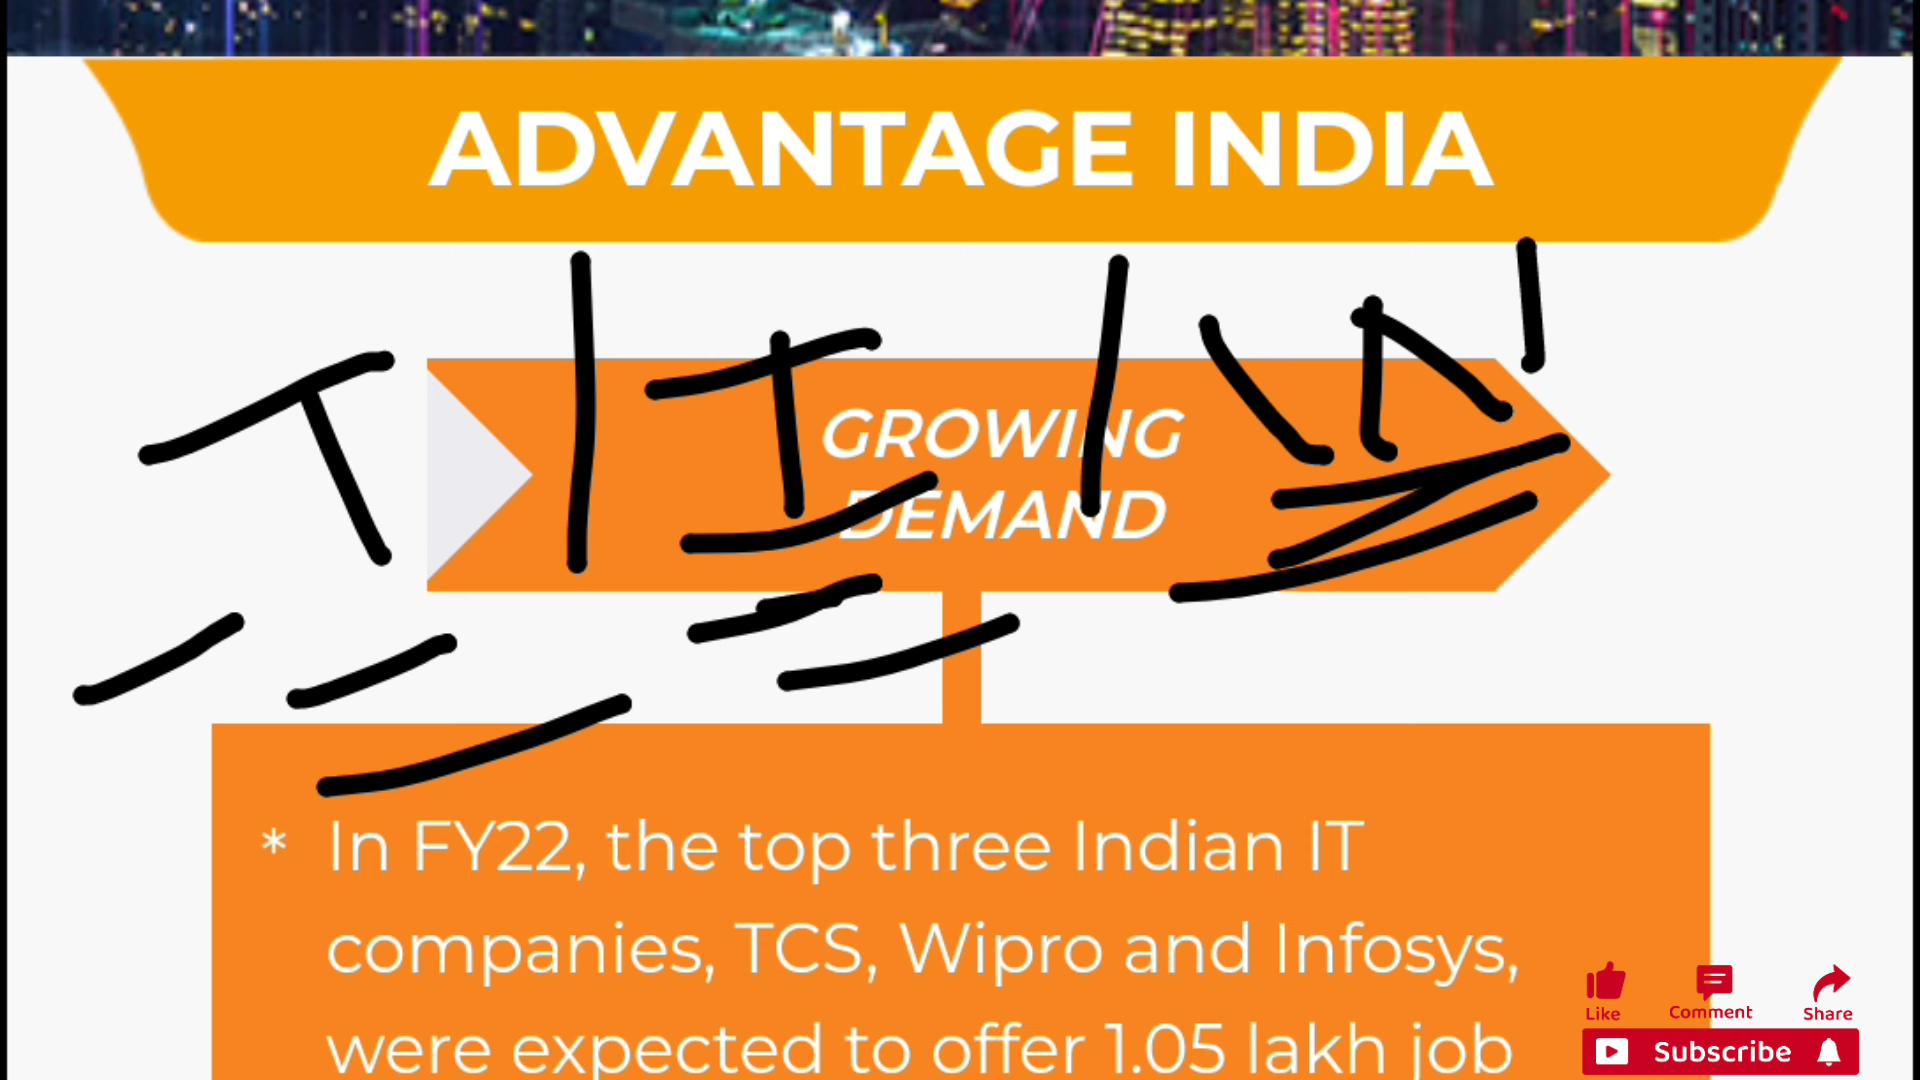 ADVANTAGE INDIA
GROWING
DEMAND
* In FY22, the top three Indian IT
companies, TCS, Wipro and Infosys,
were expected to offer 1.05 lakh job
Like Comment Share
Subscribe